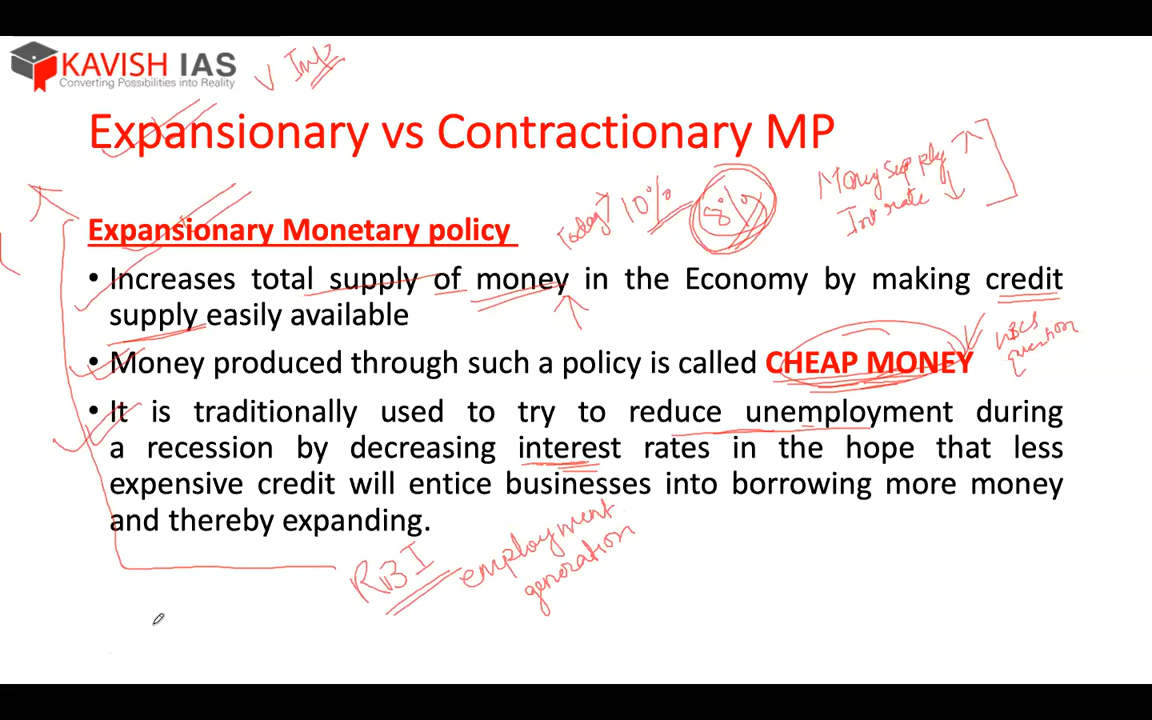 KAVISH IAS
Converting Possibilities into Reality
V Imp
Expansionary vs Contractionary MP
Money supply ↑
Int rate ↓
Today 10% 8%
Expansionary Monetary policy
• Increases total supply of money in the Economy by making credit
supply easily available
• Money produced through such a policy is called CHEAP MONEY
question
• It is traditionally used to try to reduce unemployment during
a recession by decreasing interest rates in the hope that less
expensive credit will entice businesses into borrowing more money
and thereby expanding.
RBI employment
generation